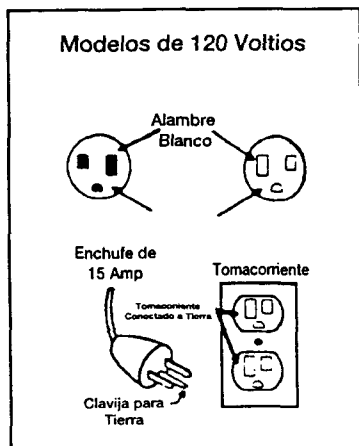 Modelos de 120 Voltios
Alambre
Blanco
Enchufe de
15 Amp
Tomacorriente
Tomacorriente
Conectado a Tierra
Clavija para
Tierra